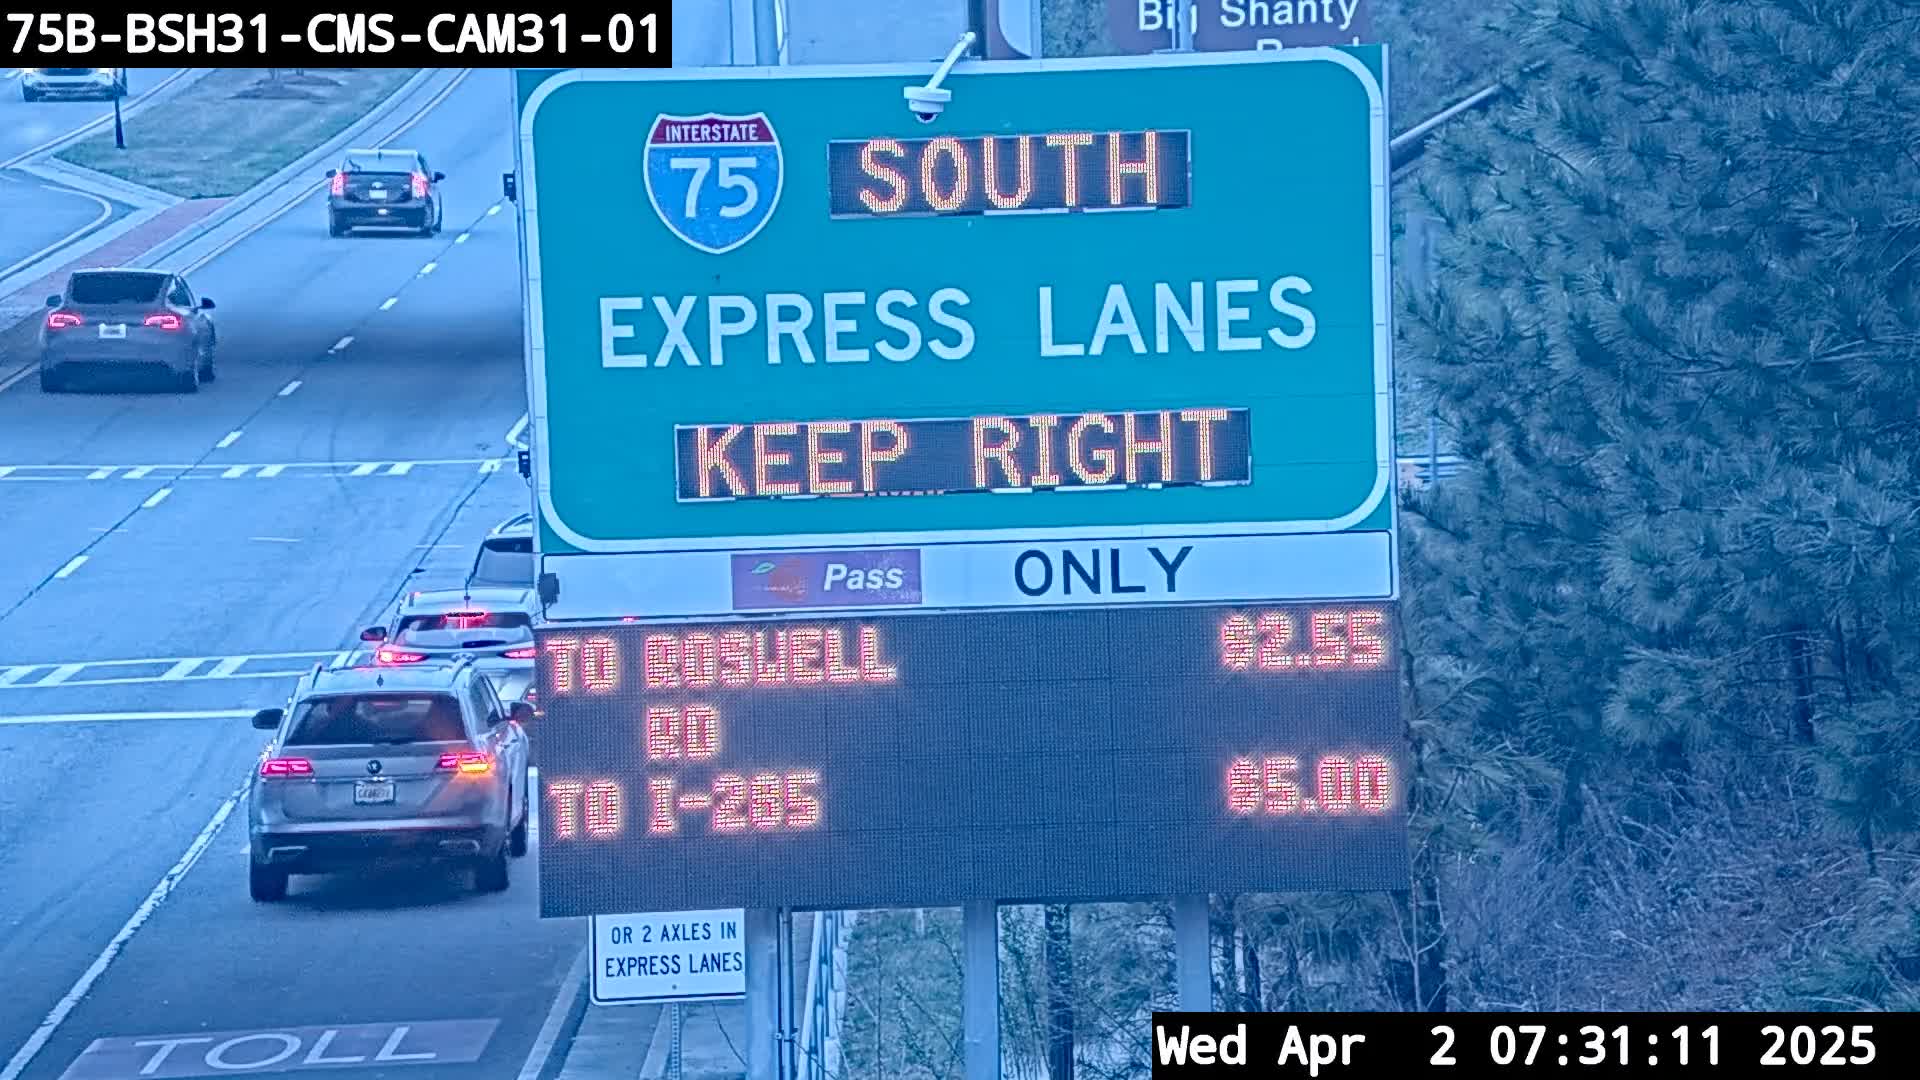 75B-BSH31-CMS-CAM31-01
Big Shanty
Road
INTERSTATE
75
SOUTH
EXPRESS LANES
KEEP RIGHT
Pass ONLY
TO ROSWELL $2.55
RD
TO I-285 $5.00
OR 2 AXLES IN
EXPRESS LANES
TOLL
Wed Apr 2 07:31:11 2025